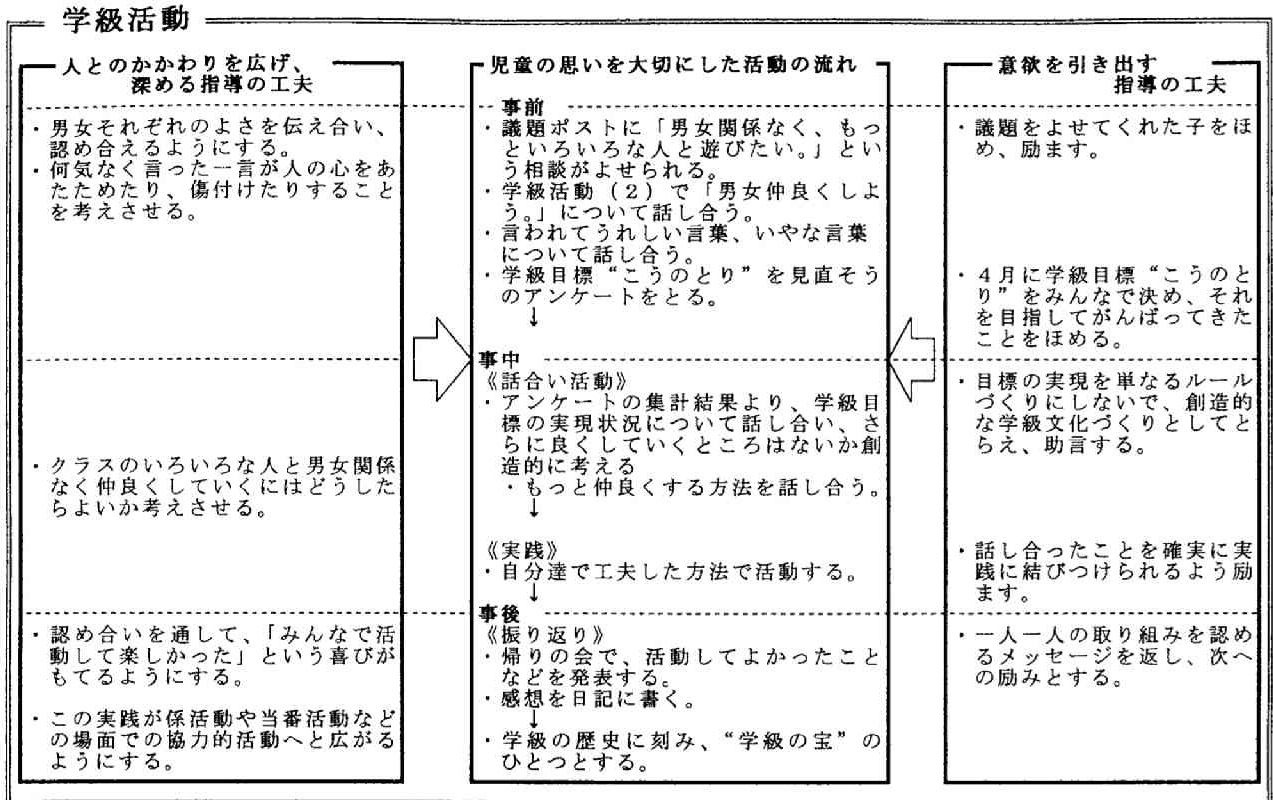 学級活動
人とのかかわりを広げ、
深める指導の工夫
・男女それぞれのよさを伝え合い、
認め合えるようにする。
・何気なく言った一言が人の心をあ
たためたり、傷付けたりすること
を考えさせる。
・クラスのいろいろな人と男女関係
なく仲良くしていくにはどうした
らよいか考えさせる。
・認め合いを通して、「みんなで活
動して楽しかった」という喜びが
もてるようにする。
・この実践が係活動や当番活動など
の場面での協力的活動へと広がる
ようにする。
児童の思いを大切にした活動の流れ
事前
・議題ポストに「男女関係なく、もっ
といろいろな人と遊びたい。」とい
う相談がよせられる。
・学級活動(2)で「男女仲良くしよ
う。」について話し合う。
・言われてうれしい言葉、いやな言葉
について話し合う。
・学級目標“こうのとり”を見直そう
のアンケートをとる。
↓
事中
《話合い活動》
・アンケートの集計結果より、学級目
標の実現状況について話し合い、さ
らに良くしていくところはないか創
造的に考える
・もっと仲良くする方法を話し合う。
↓
《実践》
・自分達で工夫した方法で活動する。
↓
事後
《振り返り》
・帰りの会で、活動してよかったこと
などを発表する。
・感想を日記に書く。
↓
・学級の歴史に刻み、“学級の宝”の
ひとつとする。
意欲を引き出す
指導の工夫
・議題をよせてくれた子をほ
め、励ます。
・4月に学級目標“こうのと
り”をみんなで決め、それ
を目指してがんばってきた
ことをほめる。
・目標の実現を単なるルール
づくりにしないで、創造的
な学級文化づくりとしてと
らえ、助言する。
・話し合ったことを確実に実
践に結びつけられるよう励
ます。
・一人一人の取り組みを認め
るメッセージを返し、次へ
の励みとする。